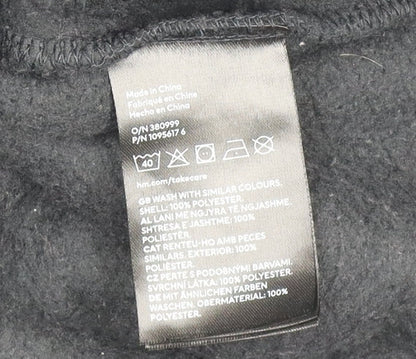 Made in China
Fabriqué en Chine
Hecho en China
O/N 380999
P/N 1095617 6
40
hm.com/takecare
GB WASH WITH SIMILAR COLOURS.
SHELL: 100% POLYESTER.
AL LANI ME NGJYRA TË NGJASHME.
SHTRESA E JASHTME: 100%
POLIESTËR.
CAT RENTEU-HO AMB PECES
SIMILARS. EXTERIOR: 100%
POLIÈSTER.
CZ PERTE S PODOBNÝMI BARVAMI.
SVRCHNÍ LÁTKA: 100% POLYESTER.
DE MIT ÄHNLICHEN FARBEN
WASCHEN. OBERMATERIAL: 100%
POLYESTER.